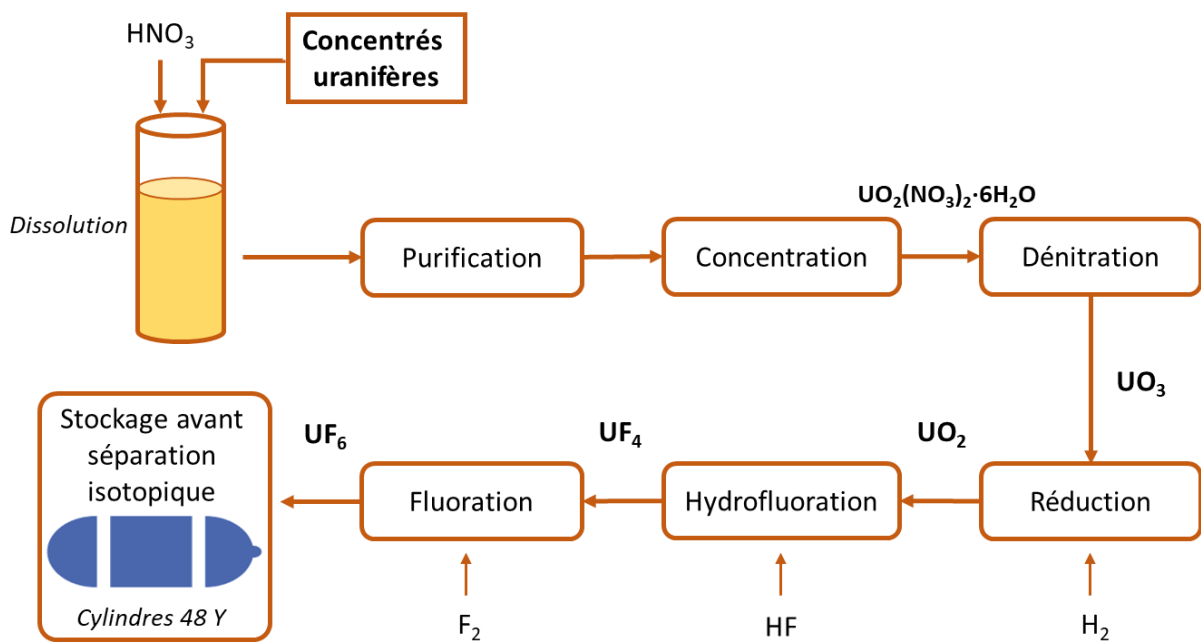 HNO₃
Concentrés
uranifères
Dissolution
Purification
Concentration
UO₂(NO₃)₂·6H₂O
Dénitration
UO₃
Réduction
H₂
UO₂
Hydrofluoration
HF
UF₄
Fluoration
F₂
UF₆
Stockage avant
séparation
isotopique
Cylindres 48 Y